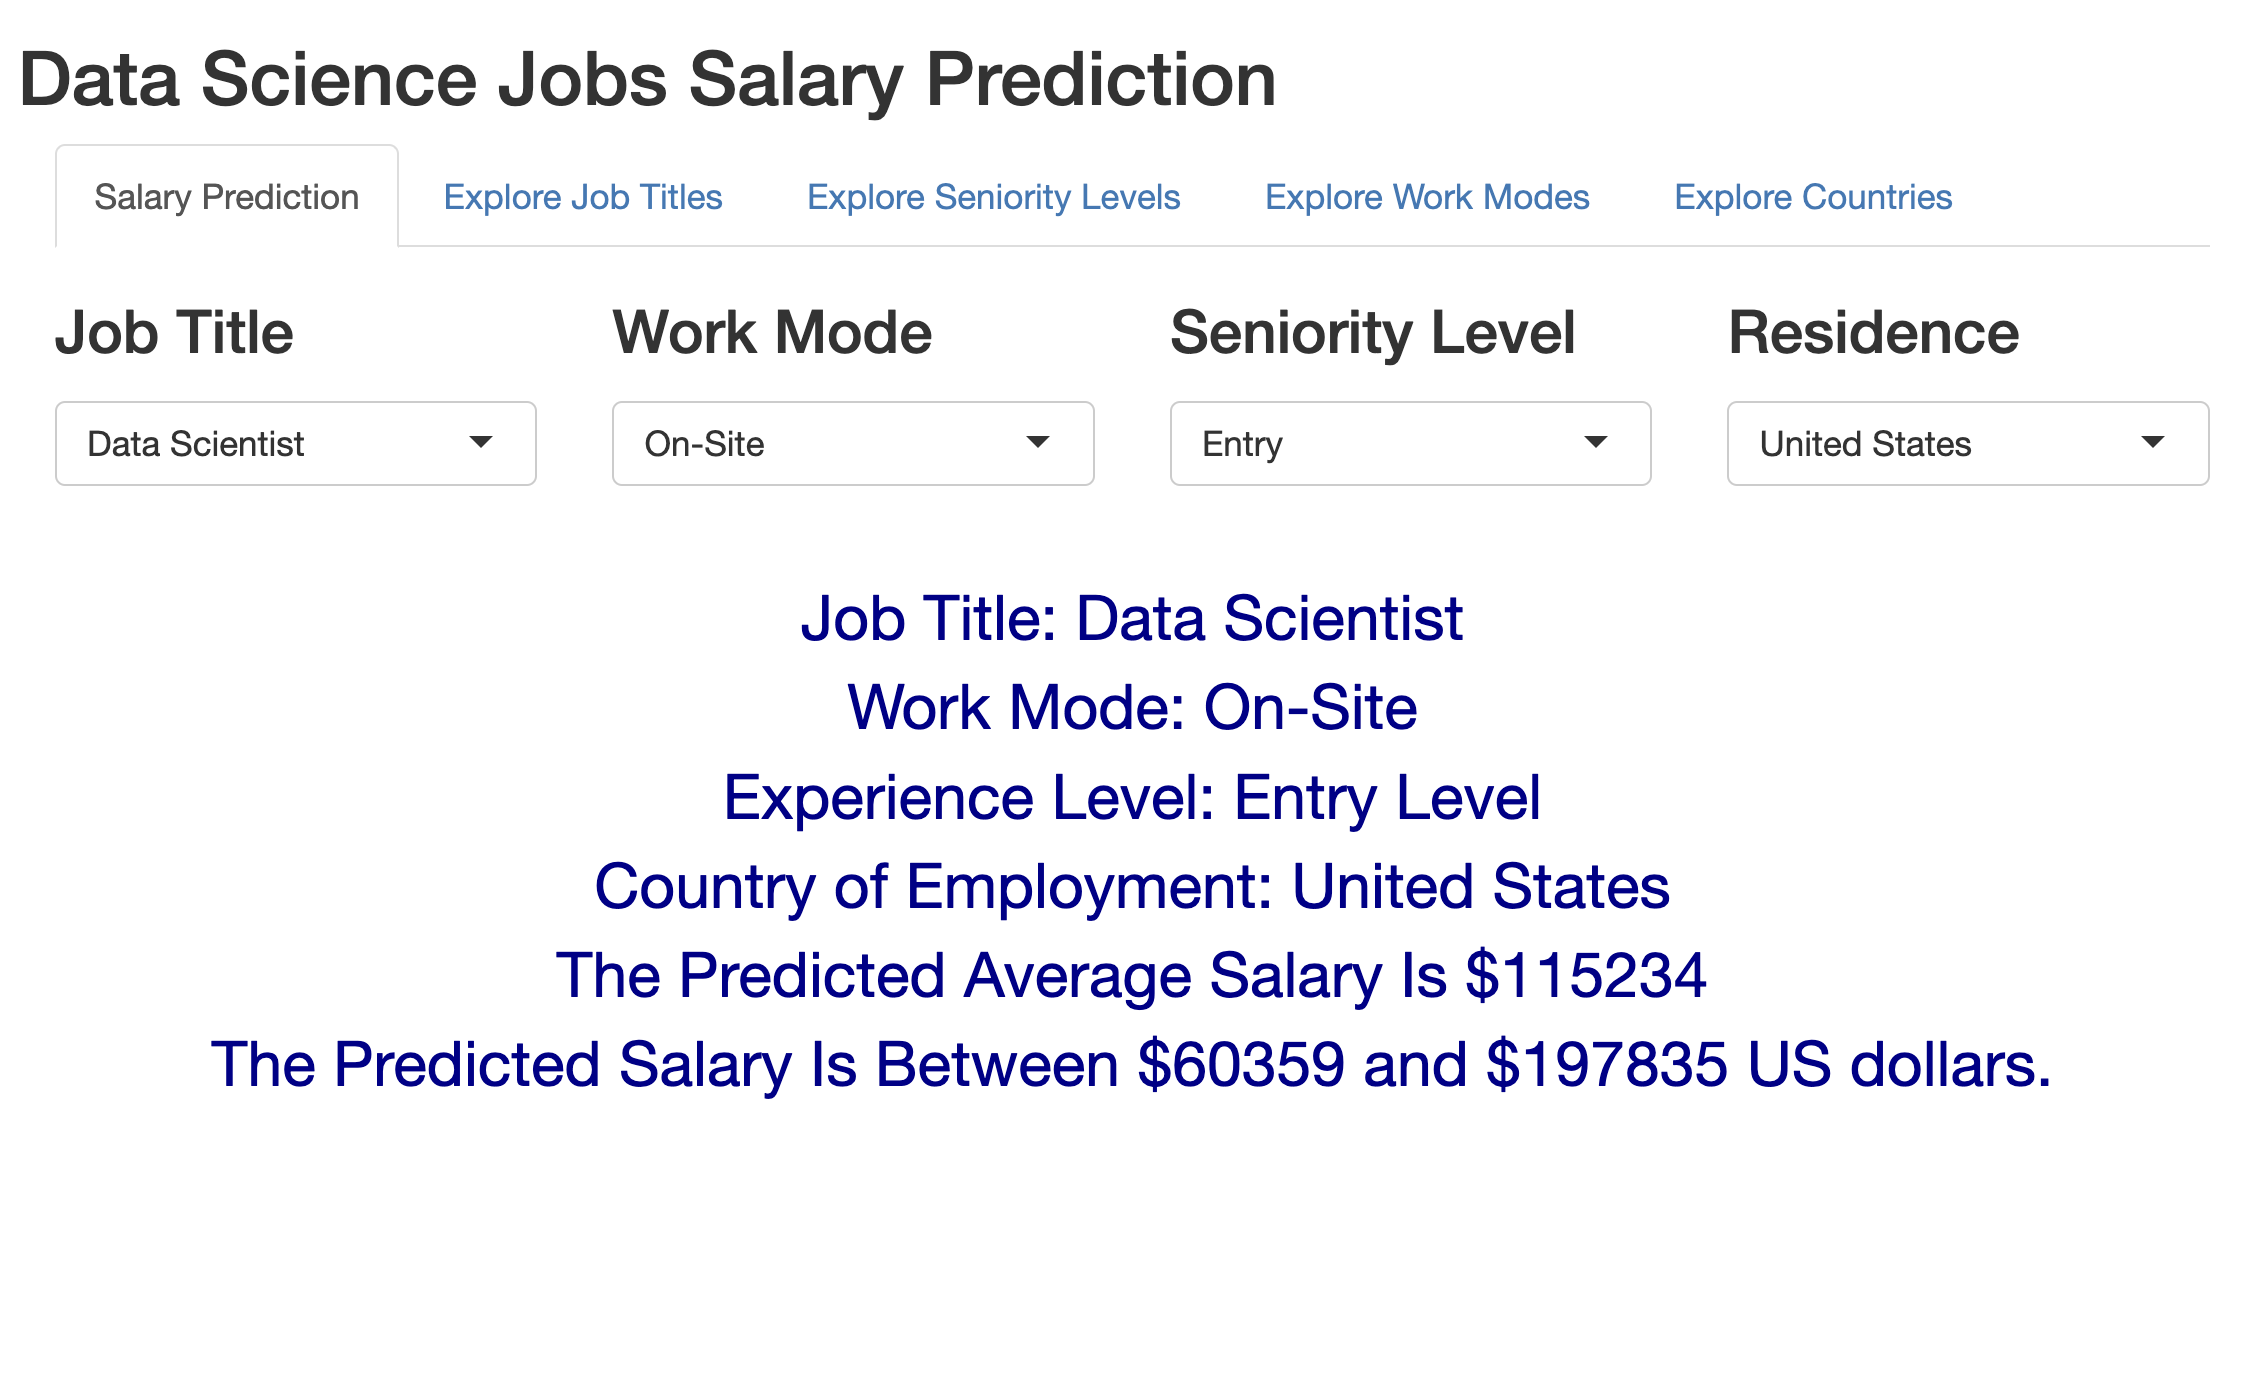 Data Science Jobs Salary Prediction
Salary Prediction Explore Job Titles Explore Seniority Levels Explore Work Modes Explore Countries
Job Title Work Mode Seniority Level Residence
Data Scientist On-Site Entry United States
Job Title: Data Scientist
Work Mode: On-Site
Experience Level: Entry Level
Country of Employment: United States
The Predicted Average Salary Is $115234
The Predicted Salary Is Between $60359 and $197835 US dollars.